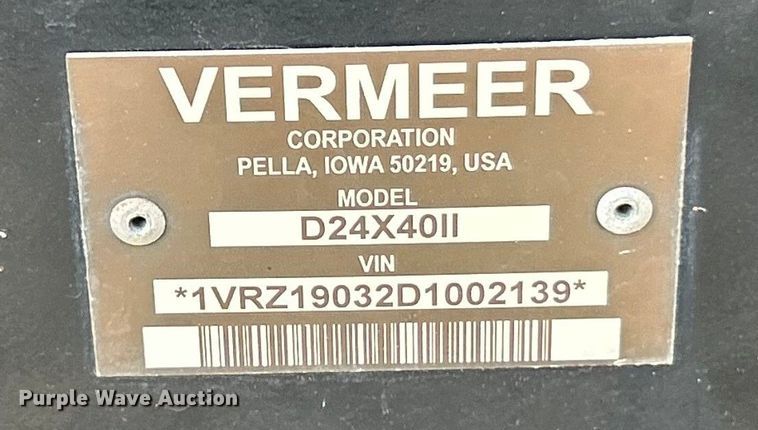 VERMEER
CORPORATION
PELLA, IOWA 50219, USA
MODEL
D24X40II
VIN
*1VRZ19032D1002139*
Purple Wave Auction